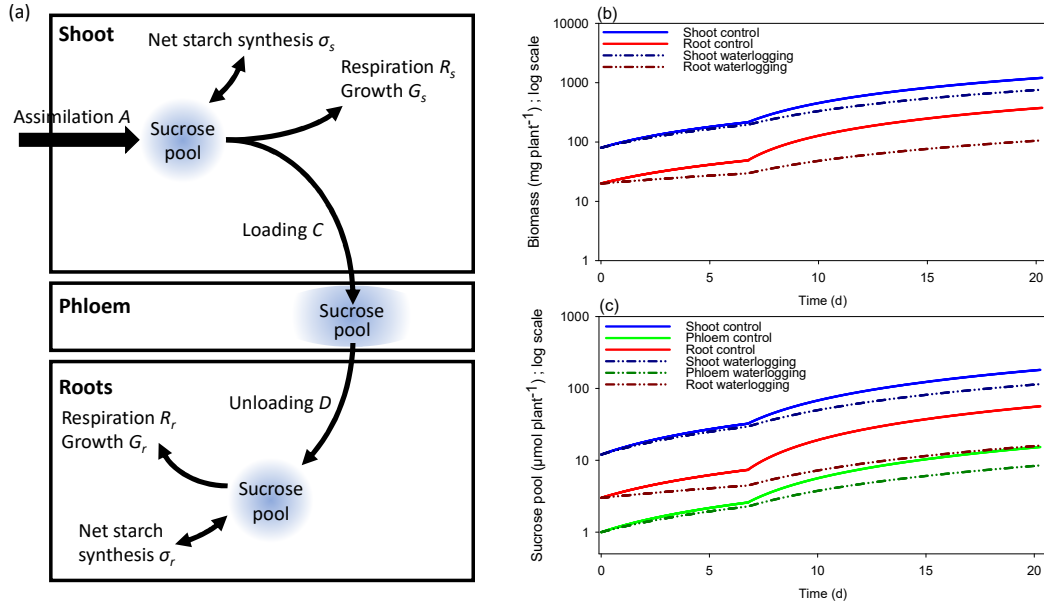 (a)
Shoot
Net starch synthesis σs
Respiration Rs
Growth Gs
Assimilation A
Sucrose
pool
Loading C
Phloem
Sucrose
pool
Roots
Unloading D
Respiration Rr
Growth Gr
Sucrose
pool
Net starch
synthesis σr
(b)
Biomass (mg plant-1) ; log scale
10000
1000
100
10
1
Shoot control
Root control
Shoot waterlogging
Root waterlogging
0 5 10 15 20
Time (d)
(c)
Sucrose pool (µmol plant-1) ; log scale
1000
100
10
1
Shoot control
Phloem control
Root control
Shoot waterlogging
Phloem waterlogging
Root waterlogging
0 5 10 15 20
Time (d)